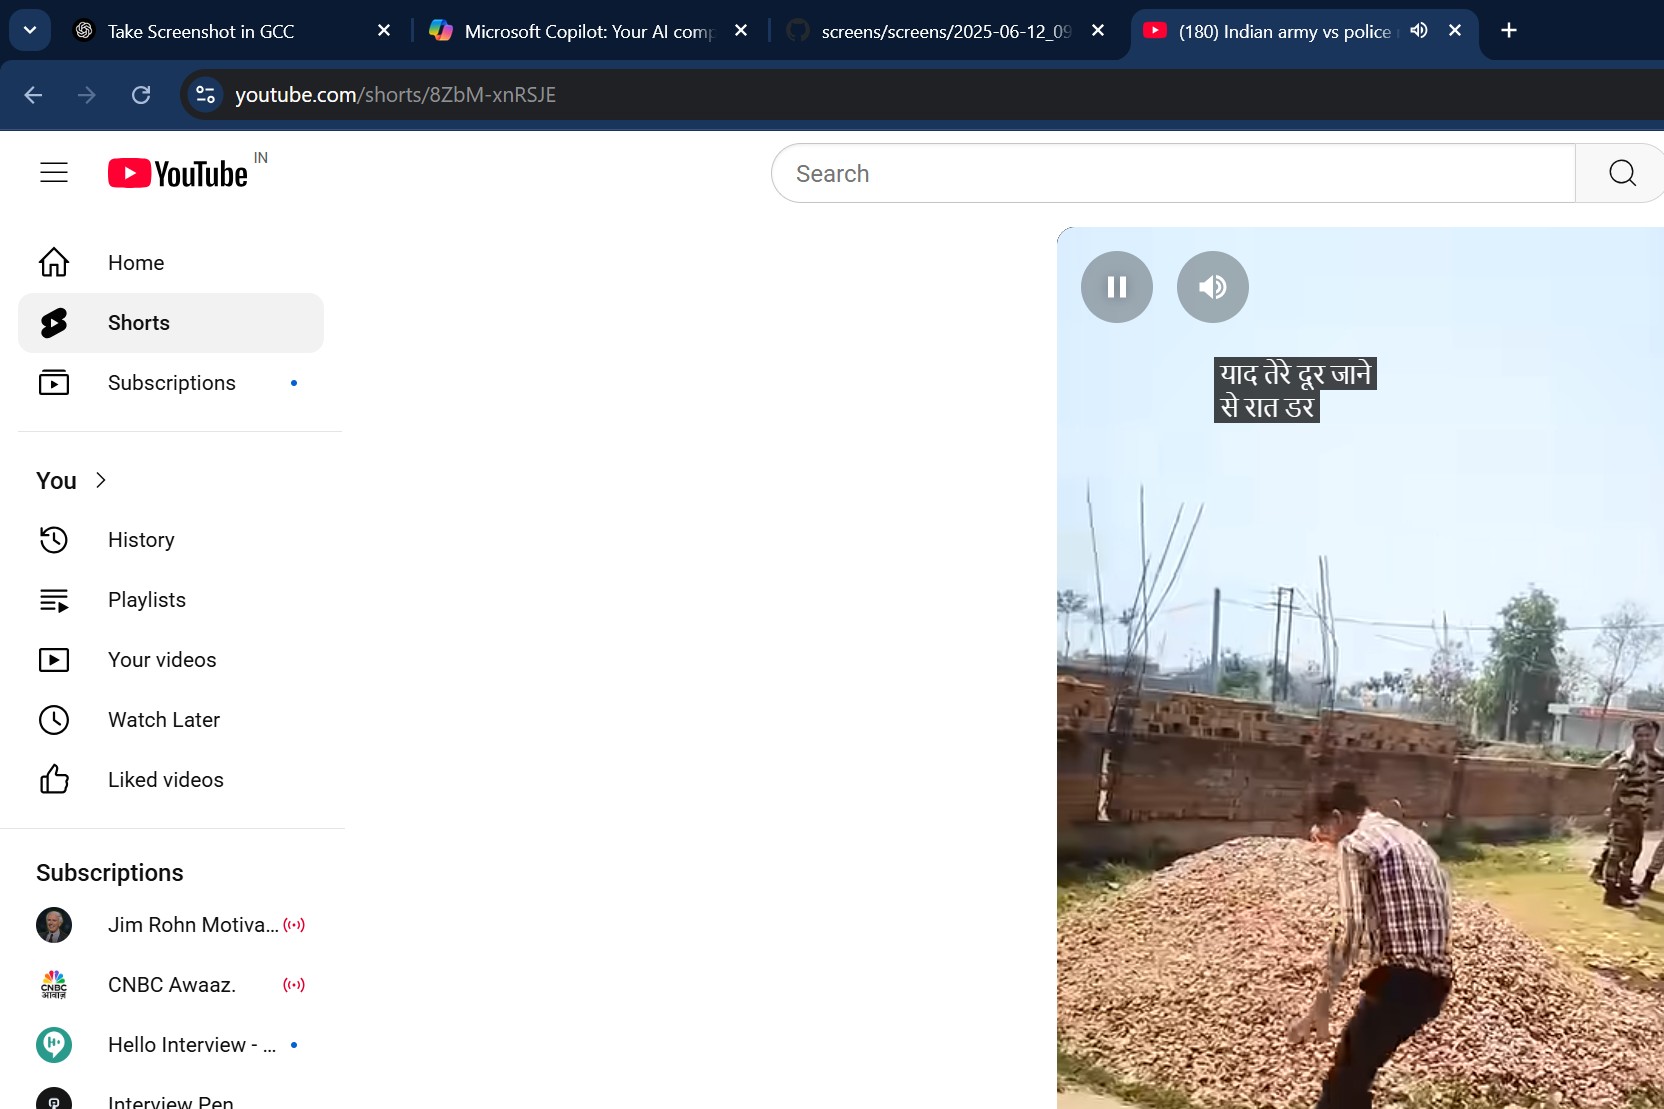 Take Screenshot in GCC
Microsoft Copilot: Your AI comp
screens/screens/2025-06-12_09
(180) Indian army vs police
youtube.com/shorts/8ZbM-xnRSJE
YouTube IN
Search
Home
Shorts
Subscriptions
You
History
Playlists
Your videos
Watch Later
Liked videos
Subscriptions
Jim Rohn Motiva...
CNBC Awaaz.
Hello Interview - ...
Interview Pen
याद तेरे दूर जाने
से रात डर
CNBC
आवाज़